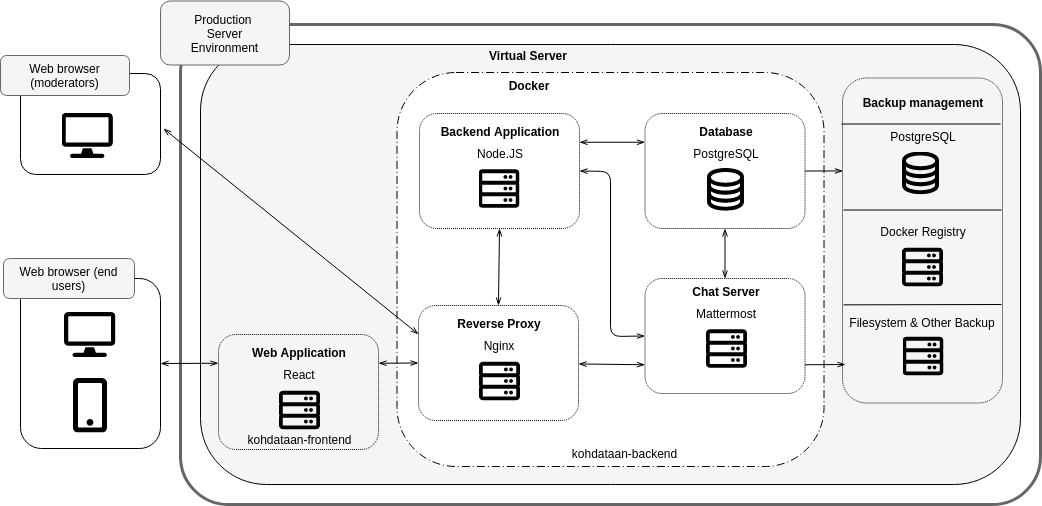 Production
Server
Environment
Virtual Server
Web browser
(moderators)
Docker
Backup management
Backend Application
Node.JS
Database
PostgreSQL
PostgreSQL
Docker Registry
Web browser (end
users)
Chat Server
Mattermost
Reverse Proxy
Nginx
Filesystem & Other Backup
Web Application
React
kohdataan-frontend
kohdataan-backend